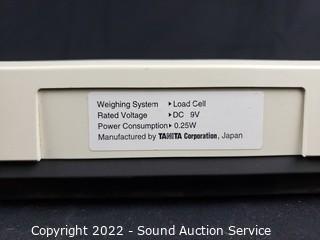 Weighing System ▸ Load Cell
Rated Voltage ▸ DC 9V
Power Consumption ▸ 0.25W
Manufactured by TANITA Corporation, Japan
Copyright 2022 - Sound Auction Service